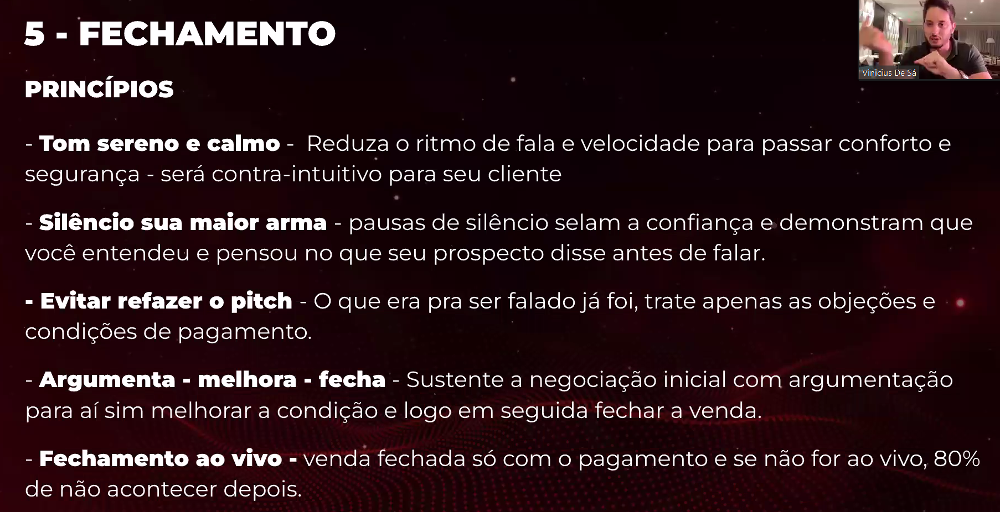 5 - FECHAMENTO
Vinicius De Sá
PRINCÍPIOS
- Tom sereno e calmo - Reduza o ritmo de fala e velocidade para passar conforto e
segurança - será contra-intuitivo para seu cliente
- Silêncio sua maior arma - pausas de silêncio selam a confiança e demonstram que
você entendeu e pensou no que seu prospecto disse antes de falar.
- Evitar refazer o pitch - O que era pra ser falado já foi, trate apenas as objeções e
condições de pagamento.
- Argumenta - melhora - fecha - Sustente a negociação inicial com argumentação
para aí sim melhorar a condição e logo em seguida fechar a venda.
- Fechamento ao vivo - venda fechada só com o pagamento e se não for ao vivo, 80%
de não acontecer depois.